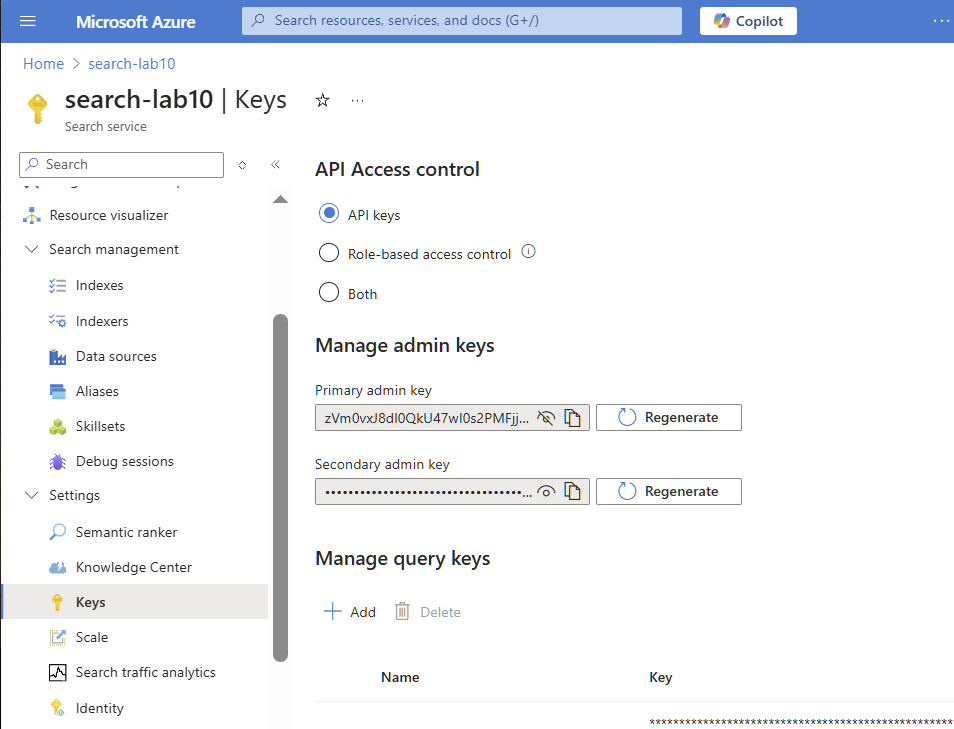 Microsoft Azure
Search resources, services, and docs (G+/)
Copilot
Home > search-lab10
search-lab10 | Keys
Search service
Search
Resource visualizer
Search management
Indexes
Indexers
Data sources
Aliases
Skillsets
Debug sessions
Settings
Semantic ranker
Knowledge Center
Keys
Scale
Search traffic analytics
Identity
API Access control
API keys
Role-based access control
Both
Manage admin keys
Primary admin key
Regenerate
Secondary admin key
Regenerate
Manage query keys
Add
Delete
Name Key